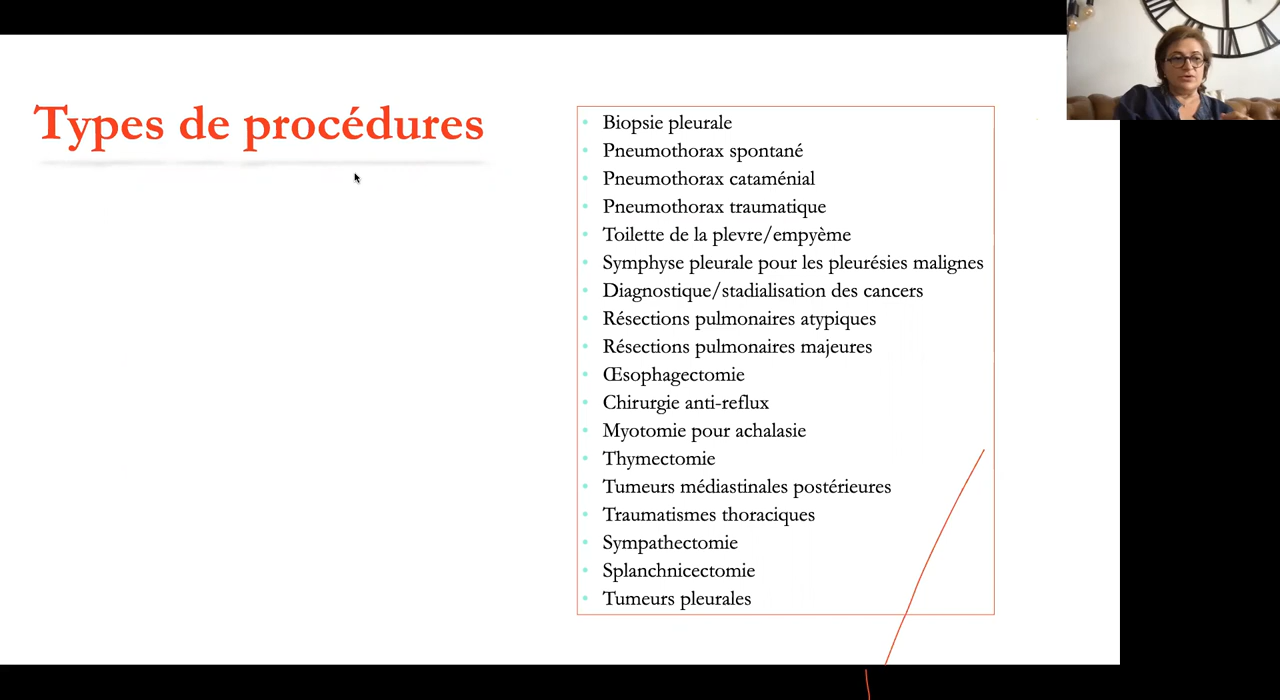 Types de procédures
Biopsie pleurale
Pneumothorax spontané
Pneumothorax cataménial
Pneumothorax traumatique
Toilette de la plevre/empyème
Symphyse pleurale pour les pleurésies malignes
Diagnostique/stadialisation des cancers
Résections pulmonaires atypiques
Résections pulmonaires majeures
Œsophagectomie
Chirurgie anti-reflux
Myotomie pour achalasie
Thymectomie
Tumeurs médiastinales postérieures
Traumatismes thoraciques
Sympathectomie
Splanchnicectomie
Tumeurs pleurales